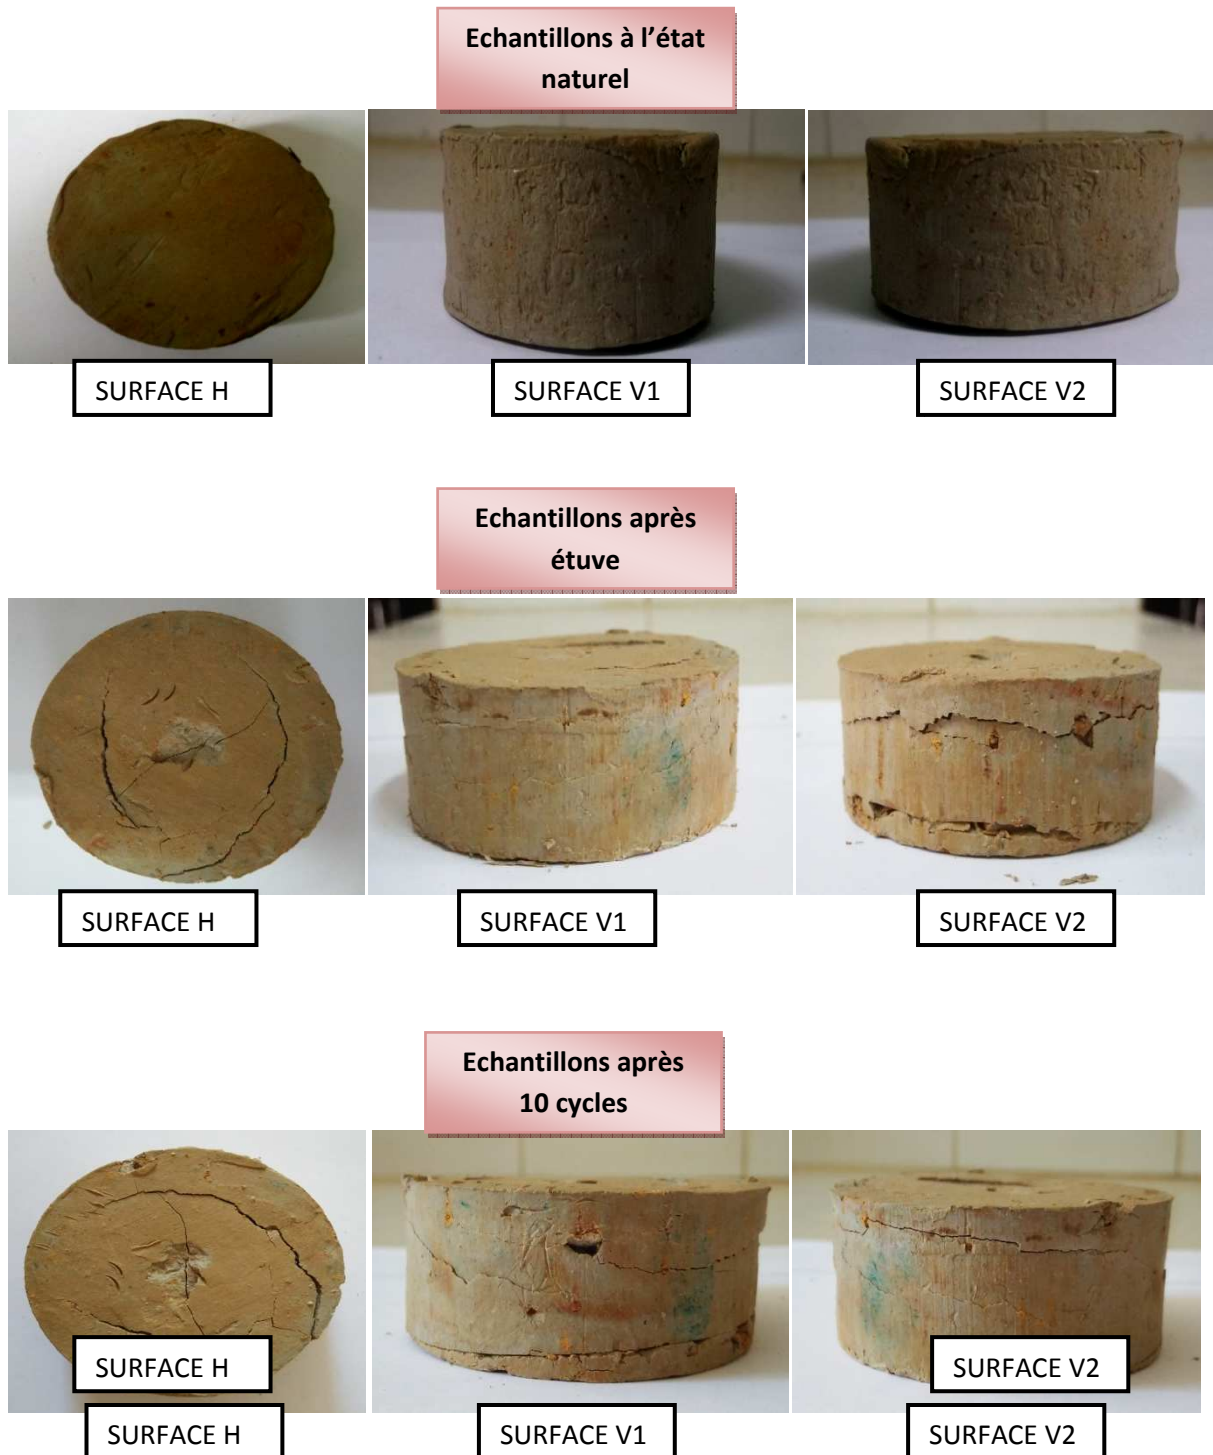 Echantillons à l'état
naturel
SURFACE H
SURFACE V1
SURFACE V2
Echantillons après
étuve
SURFACE H
SURFACE V1
SURFACE V2
Echantillons après
10 cycles
SURFACE H
SURFACE V2
SURFACE H
SURFACE V1
SURFACE V2